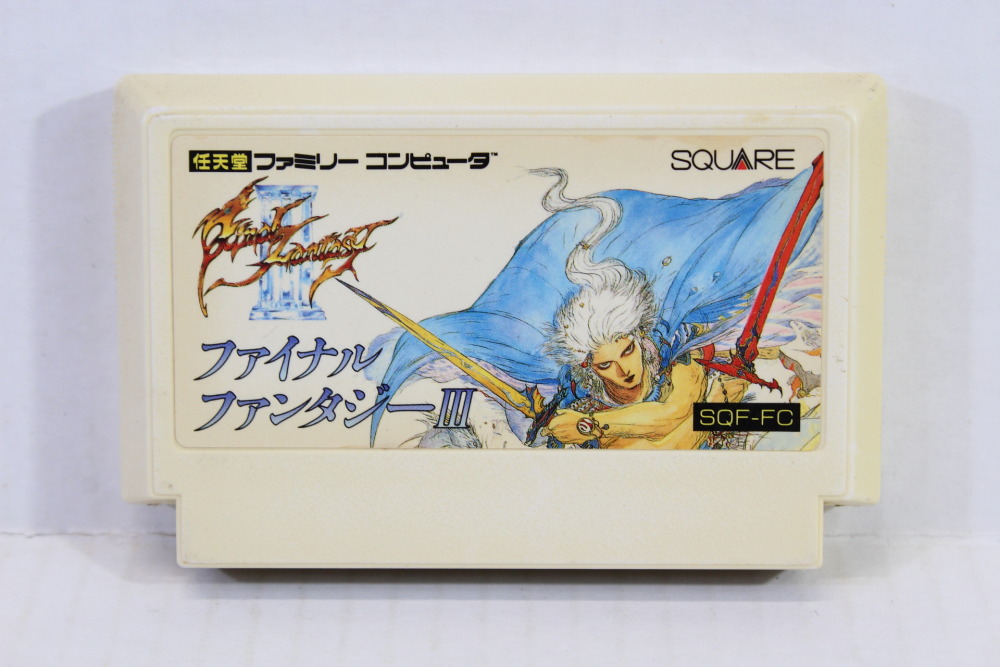 任天堂 ファミリー コンピュータ™
SQUARE
Final Fantasy
III
ファイナル
ファンタジーIII
SQF-FC